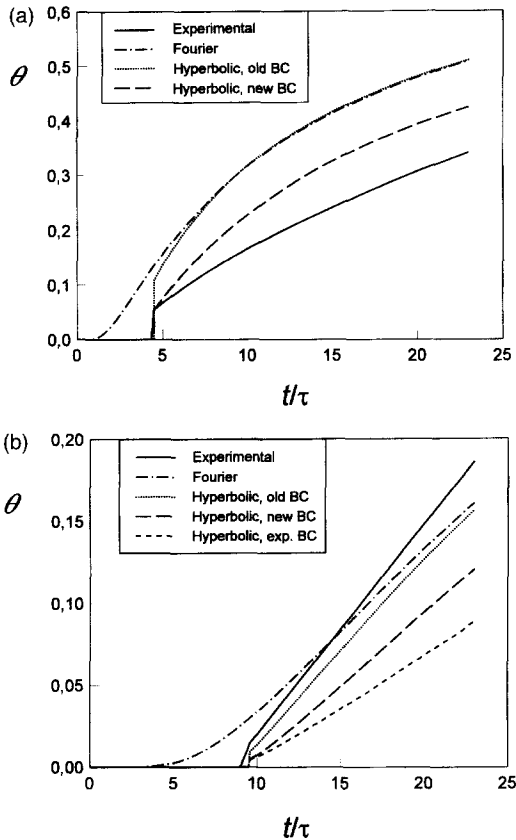 (a)
0,6
0,5
0,4
0,3
0,2
0,1
0,0
θ
Experimental
Fourier
Hyperbolic, old BC
Hyperbolic, new BC
0
5
10
15
20
25
t/τ
(b)
0,20
0,15
0,10
0,05
0,00
θ
Experimental
Fourier
Hyperbolic, old BC
Hyperbolic, new BC
Hyperbolic, exp. BC
0
5
10
15
20
25
t/τ